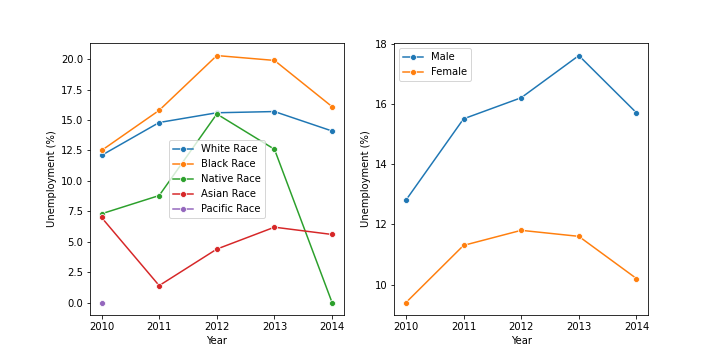 20.0
17.5
15.0
12.5
10.0
7.5
5.0
2.5
0.0
Unemployment (%)
White Race
Black Race
Native Race
Asian Race
Pacific Race
2010 2011 2012 2013 2014
Year
18
16
14
12
10
Unemployment (%)
Male
Female
2010 2011 2012 2013 2014
Year